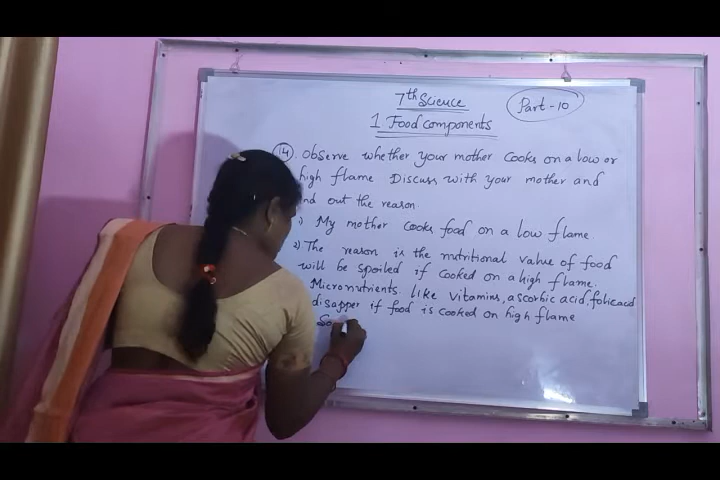 7th Science
Part-10
1 Food components
14. Observe whether your mother cooks on a low or
high flame Discuss with your mother and
nd out the reason.
1) My mother cooks food on a low flame.
2) The reason is the nutritional value of food
will be spoiled if cooked on a high flame.
Micronutrients. like vitamins, ascorbic acid, folic acid
disapper if food is cooked on high flame
So